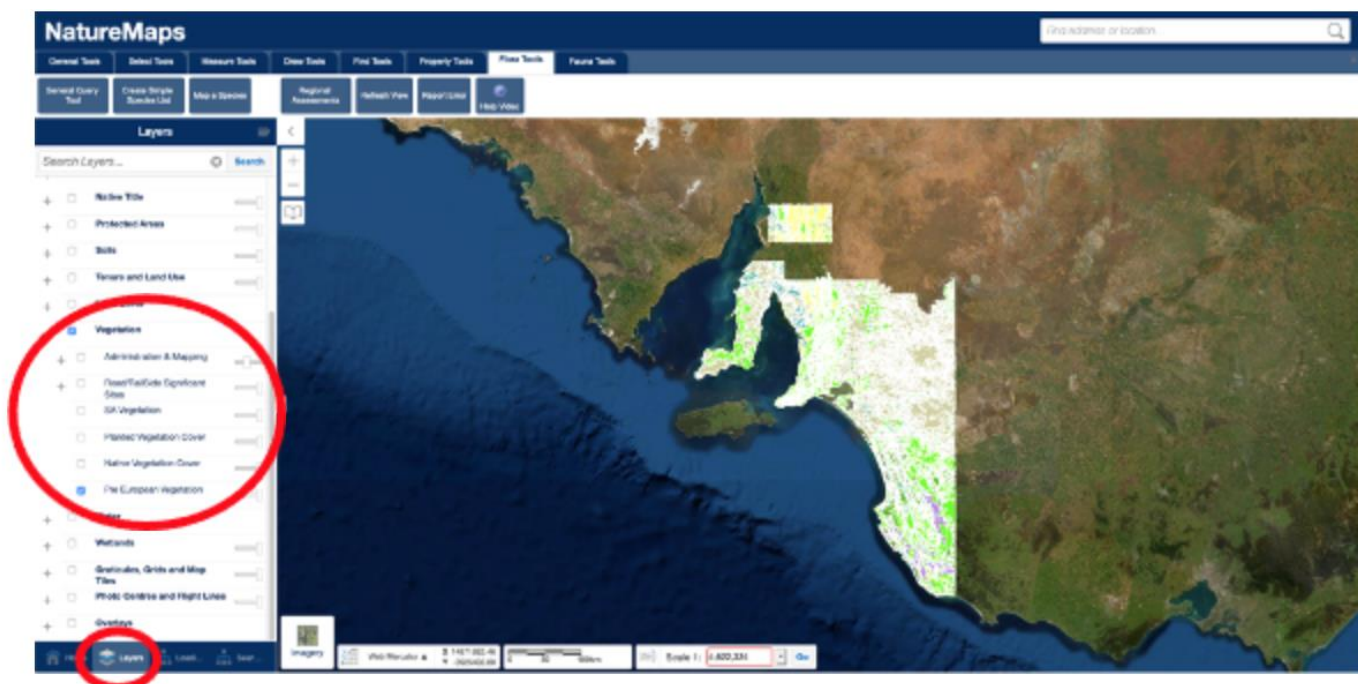 NatureMaps
Find address or location...
General Tools Select Tools Measure Tools Draw Tools Find Tools Property Tools Flora Tools Fauna Tools
General Query Tool
Create Simple Species List
Map a Species
Regional Assessments
Refresh View
Report Error
Help Video
Layers
Search Layers... Search
Native Title
Protected Areas
Soils
Tenure and Land Use
Vegetation
Administration & Mapping
Road/RailSide Significant
Sites
SA Vegetation
Planted Vegetation Cover
Native Vegetation Cover
Pre European Vegetation
Water
Wetlands
Graticules, Grids and Map
Tiles
Photo Centres and Flight Lines
Overlays
Layers
Imagery
Web Mercator
Scale 1:
Go